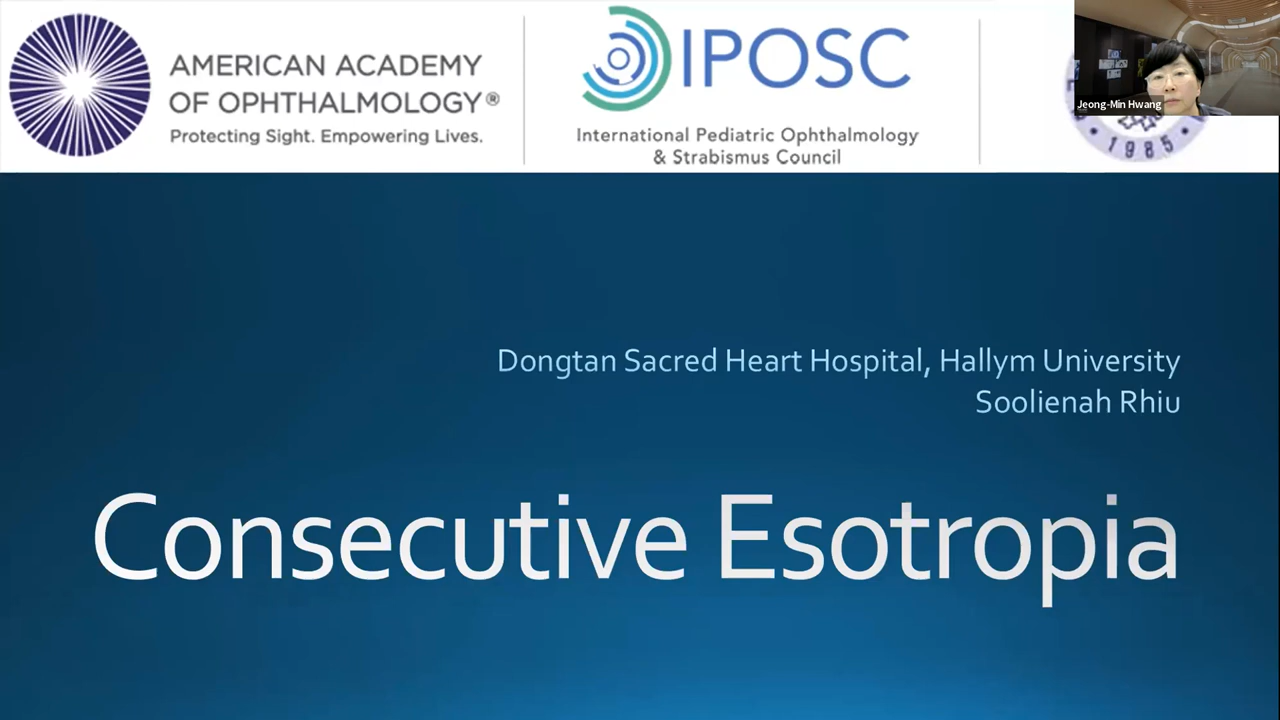 AMERICAN ACADEMY
OF OPHTHALMOLOGY®
Protecting Sight. Empowering Lives.
IPOSC
International Pediatric Ophthalmology
& Strabismus Council
Jeong-Min Hwang
• 1985 •
Dongtan Sacred Heart Hospital, Hallym University
Soolienah Rhiu
Consecutive Esotropia